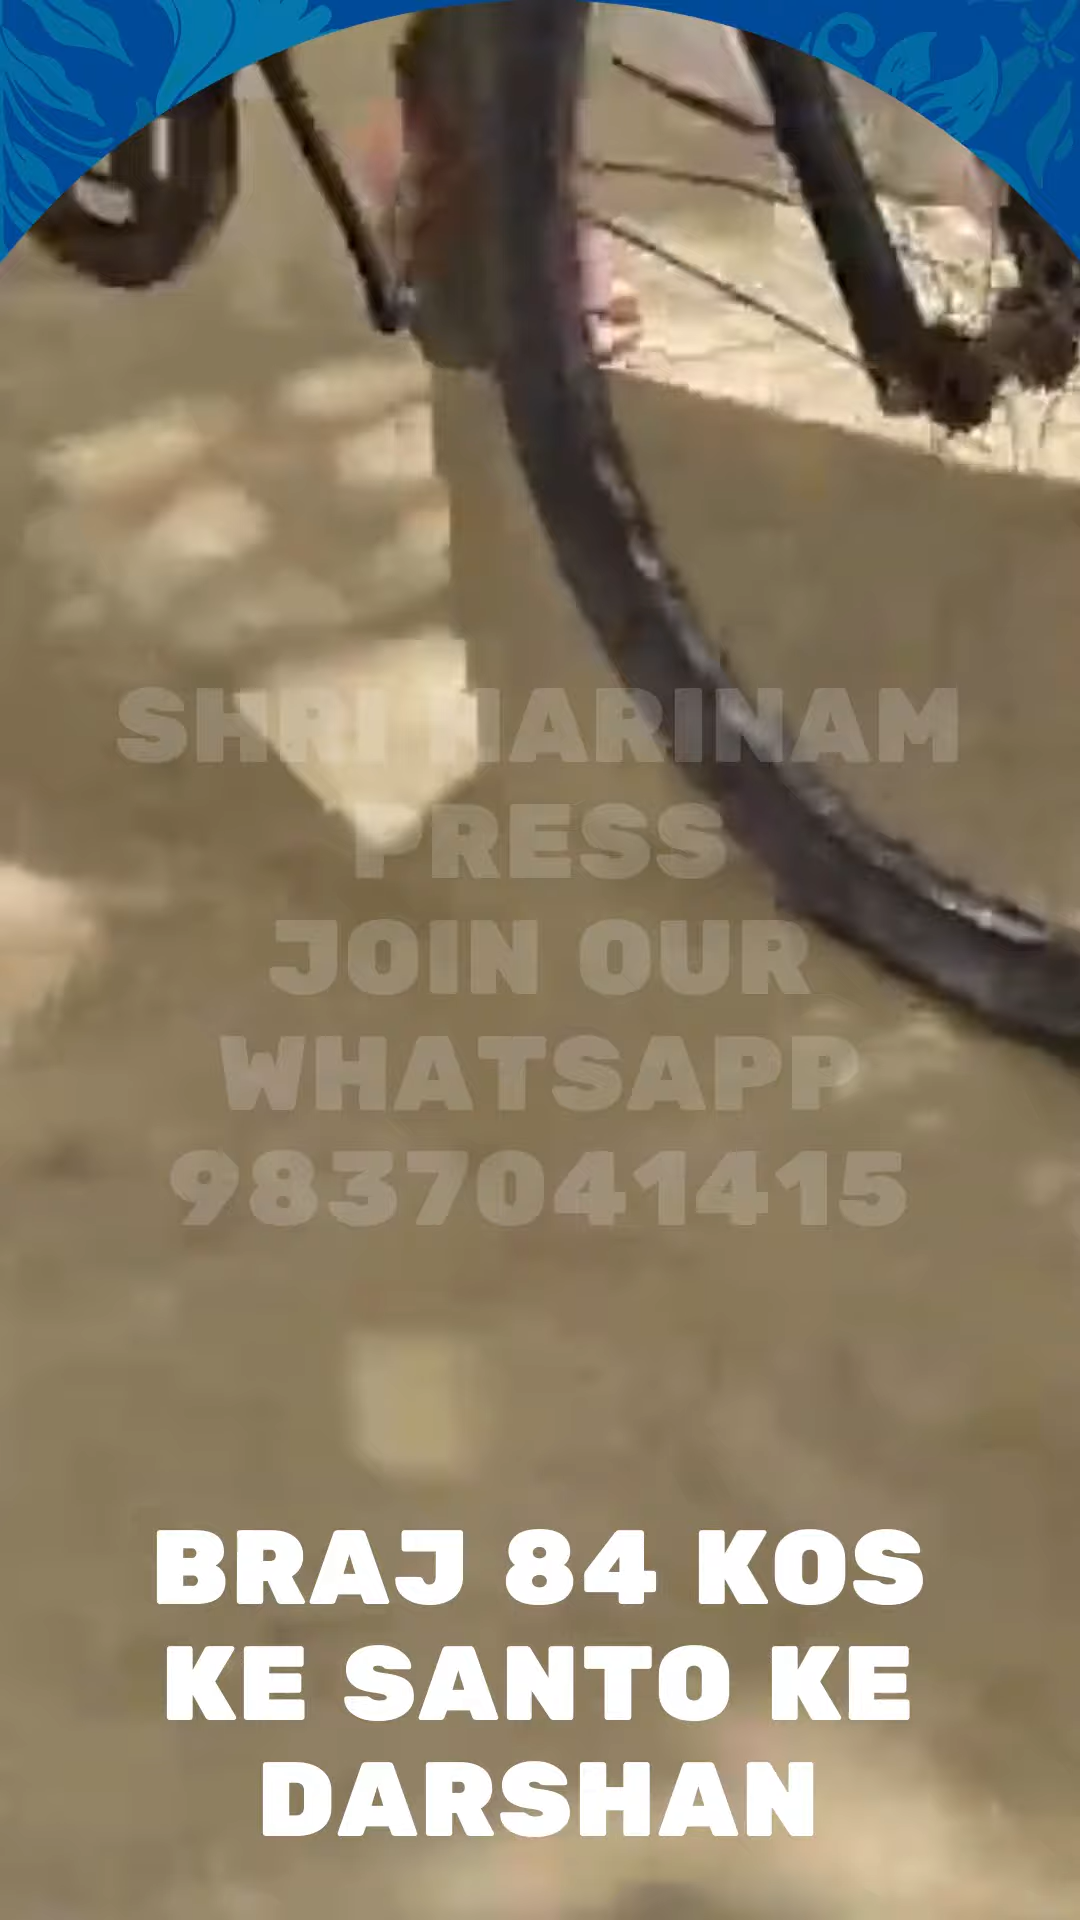 SHRI HARINAM
PRESS
JOIN OUR
WHATSAPP
9837041415
BRAJ 84 KOS
KE SANTO KE
DARSHAN